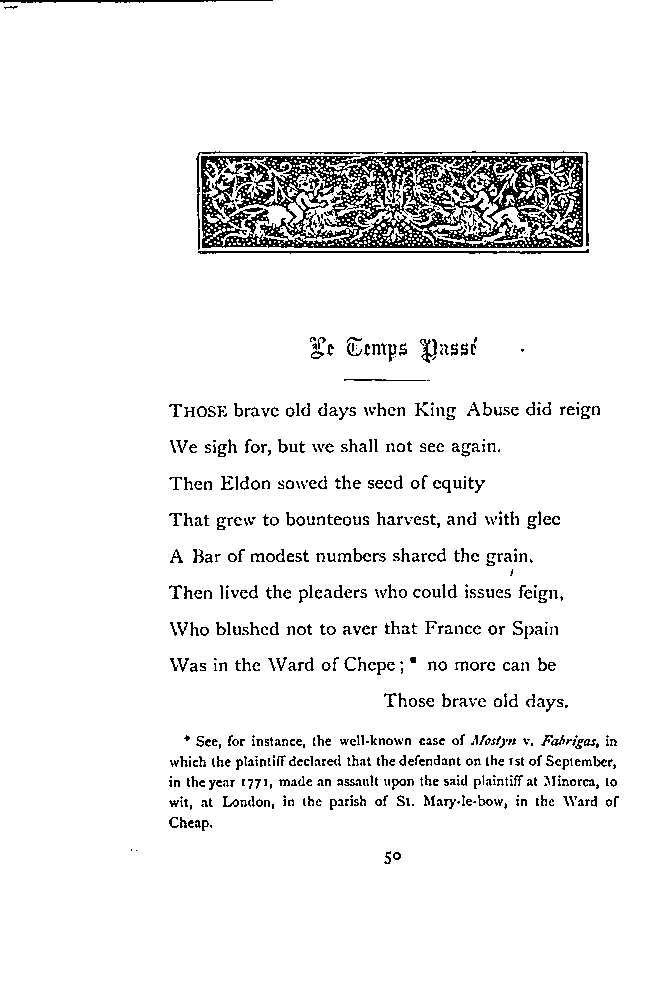 Le Temps Passé
THOSE brave old days when King Abuse did reign
We sigh for, but we shall not see again.
Then Eldon sowed the seed of equity
That grew to bounteous harvest, and with glee
A Bar of modest numbers shared the grain.
Then lived the pleaders who could issues feign,
Who blushed not to aver that France or Spain
Was in the Ward of Chepe; * no more can be
Those brave old days.
* See, for instance, the well-known case of Mostyn v. Fabrigas, in
which the plaintiff declared that the defendant on the 1st of September,
in the year 1771, made an assault upon the said plaintiff at Minorca, to
wit, at London, in the parish of St. Mary-le-bow, in the Ward of
Cheap.
50